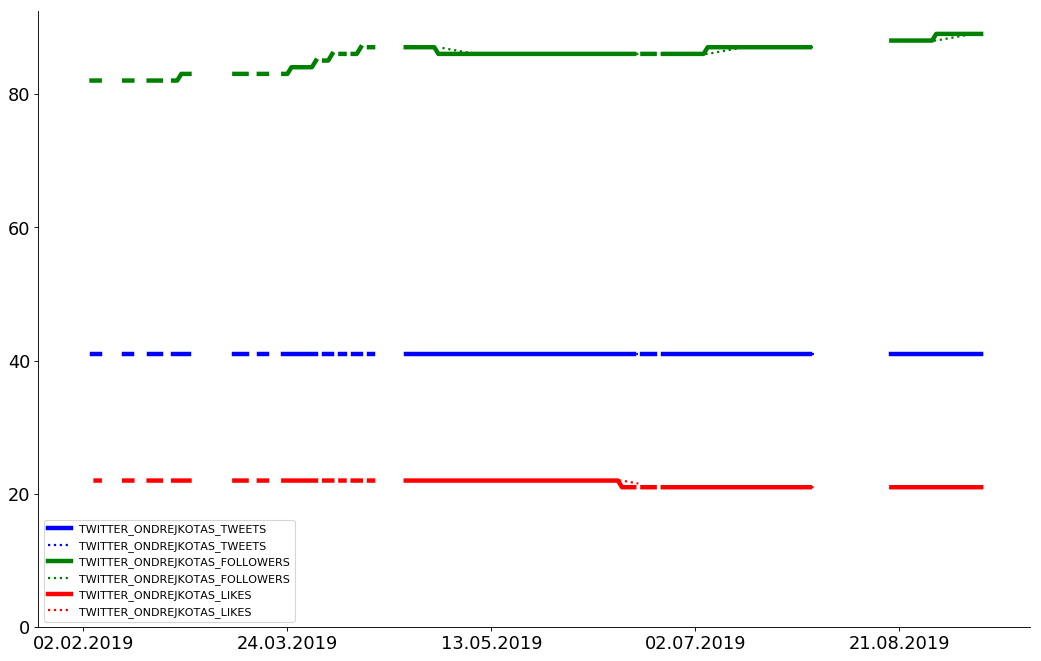 80
60
40
20
0
TWITTER_ONDREJKOTAS_TWEETS
TWITTER_ONDREJKOTAS_TWEETS
TWITTER_ONDREJKOTAS_FOLLOWERS
TWITTER_ONDREJKOTAS_FOLLOWERS
TWITTER_ONDREJKOTAS_LIKES
TWITTER_ONDREJKOTAS_LIKES
02.02.2019 24.03.2019 13.05.2019 02.07.2019 21.08.2019